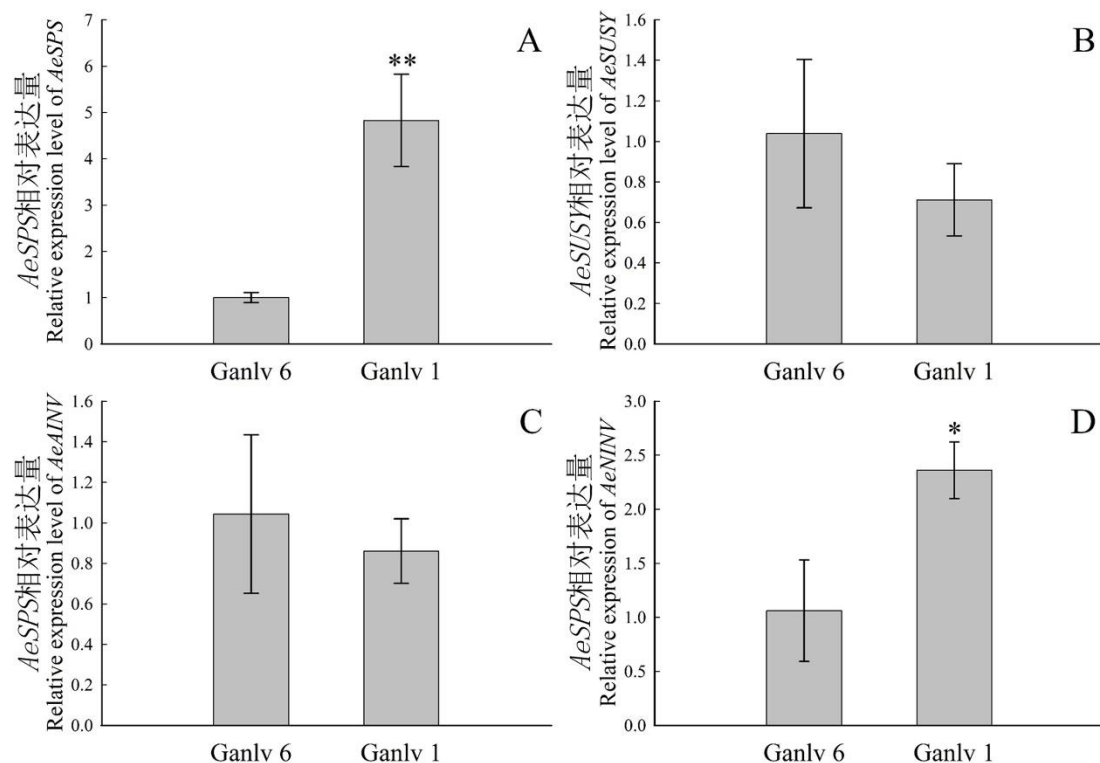 A
AeSPS相对表达量
Relative expression level of AeSPS
7
6
5
4
3
2
1
0
**
Ganlv 6
Ganlv 1
B
AeSUSY相对表达量
Relative expression level of AeSUSY
1.6
1.4
1.2
1.0
0.8
0.6
0.4
0.2
0.0
Ganlv 6
Ganlv 1
C
AeSPS相对表达量
Relative expression level of AeAINV
1.6
1.4
1.2
1.0
0.8
0.6
0.4
0.2
0.0
Ganlv 6
Ganlv 1
D
AeSPS相对表达量
Relative expression of AeNINV
3.0
2.5
2.0
1.5
1.0
0.5
0.0
*
Ganlv 6
Ganlv 1